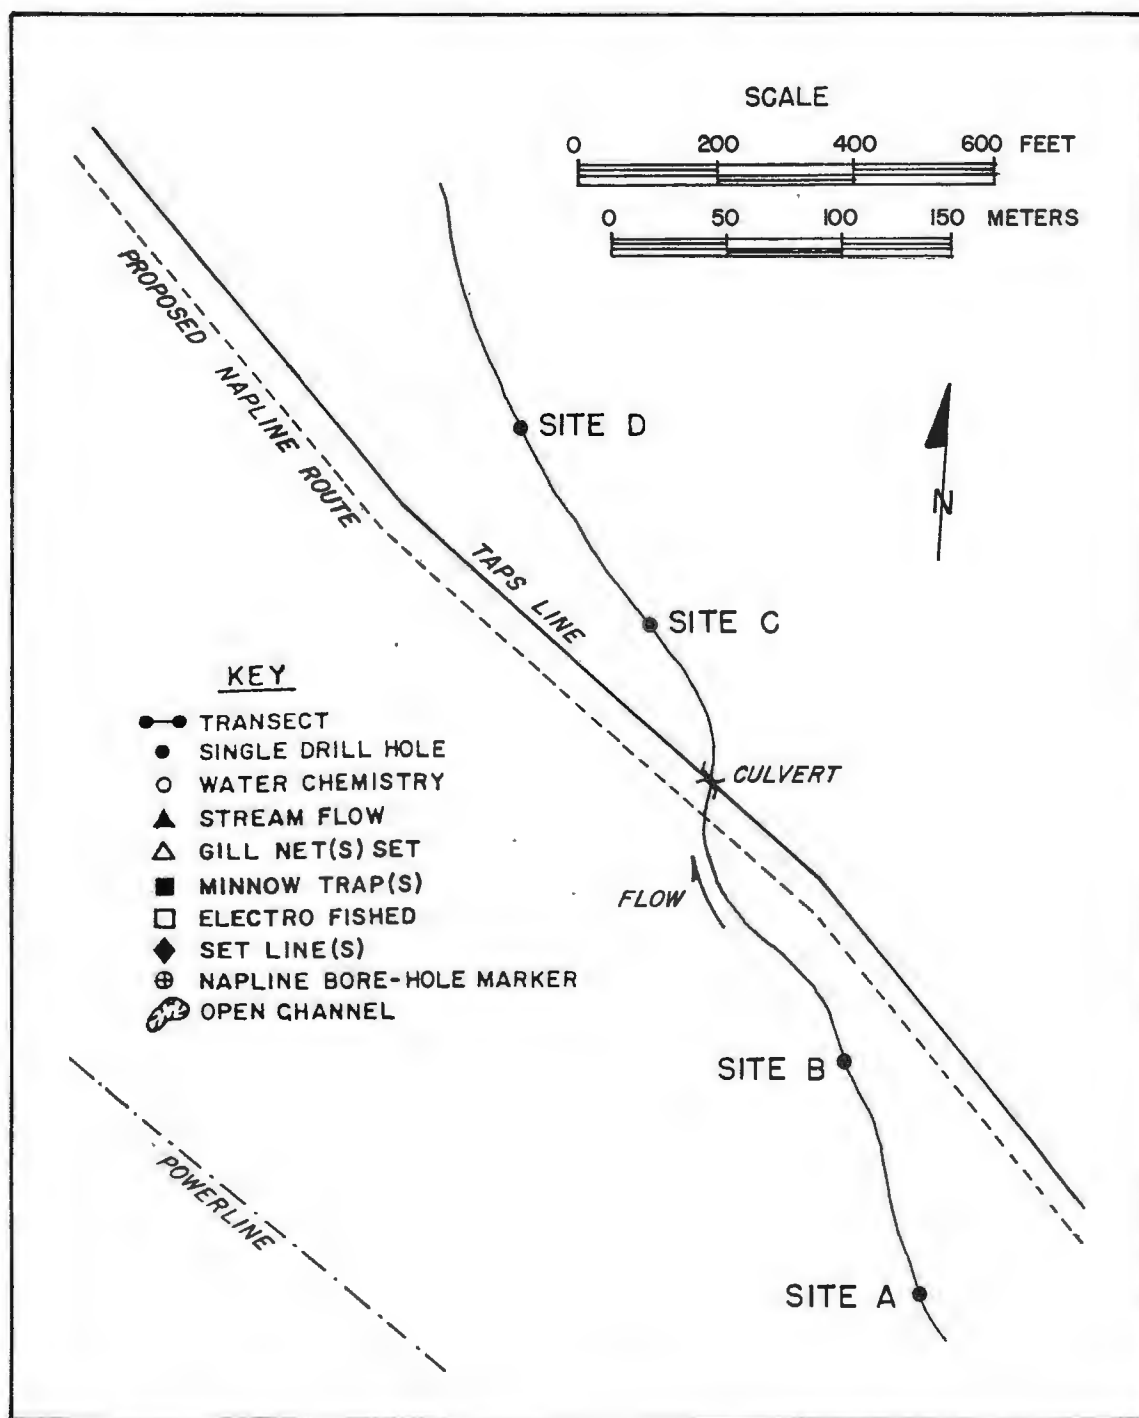 SCALE
0 200 400 600 FEET
0 50 100 150 METERS
PROPOSED NAPLINE ROUTE
SITE D
N
TAPS LINE
SITE C
KEY
TRANSECT
SINGLE DRILL HOLE
WATER CHEMISTRY
STREAM FLOW
GILL NET(S) SET
MINNOW TRAP(S)
ELECTRO FISHED
SET LINE(S)
NAPLINE BORE-HOLE MARKER
OPEN CHANNEL
CULVERT
FLOW
SITE B
POWERLINE
SITE A